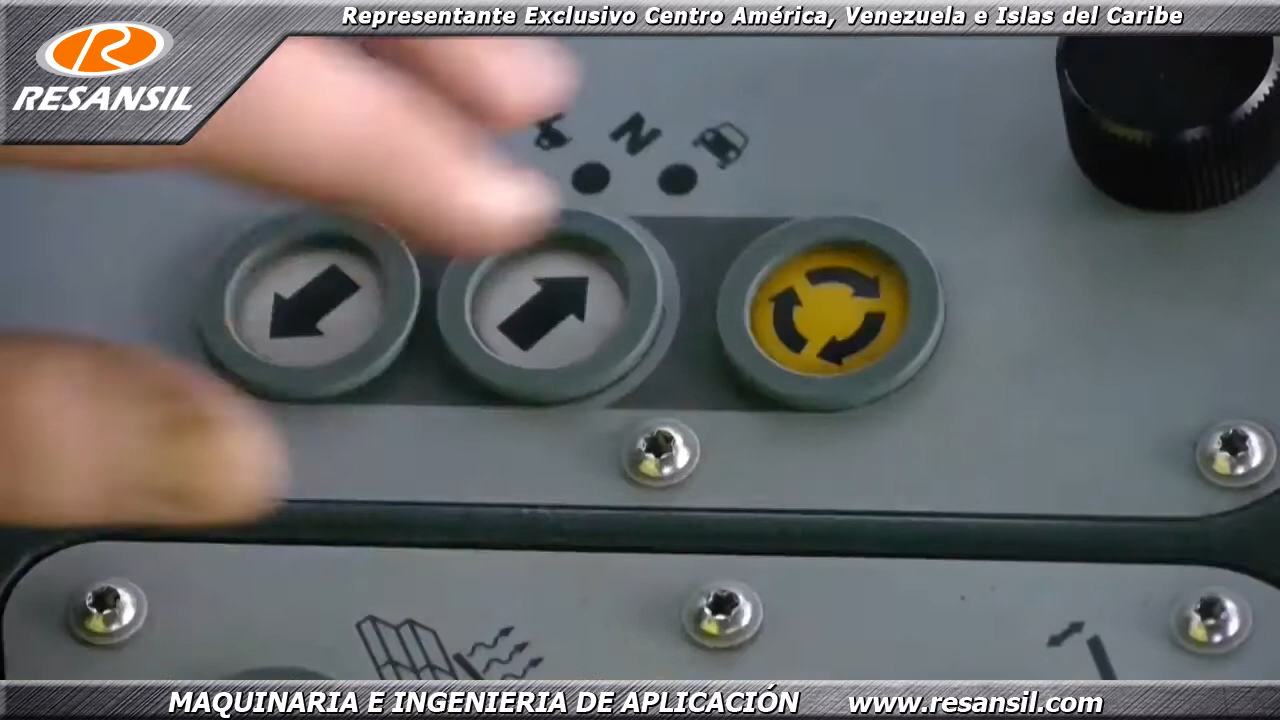 Representante Exclusivo Centro América, Venezuela e Islas del Caribe
R
RESANSIL
N
MAQUINARIA E INGENIERIA DE APLICACIÓN www.resansil.com